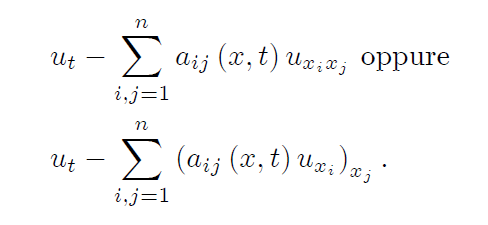 u_t − \sum_{i,j=1}^{n} a_{ij} (x, t) u_{x_i x_j} oppure
u_t − \sum_{i,j=1}^{n} (a_{ij} (x, t) u_{x_i})_{x_j} .